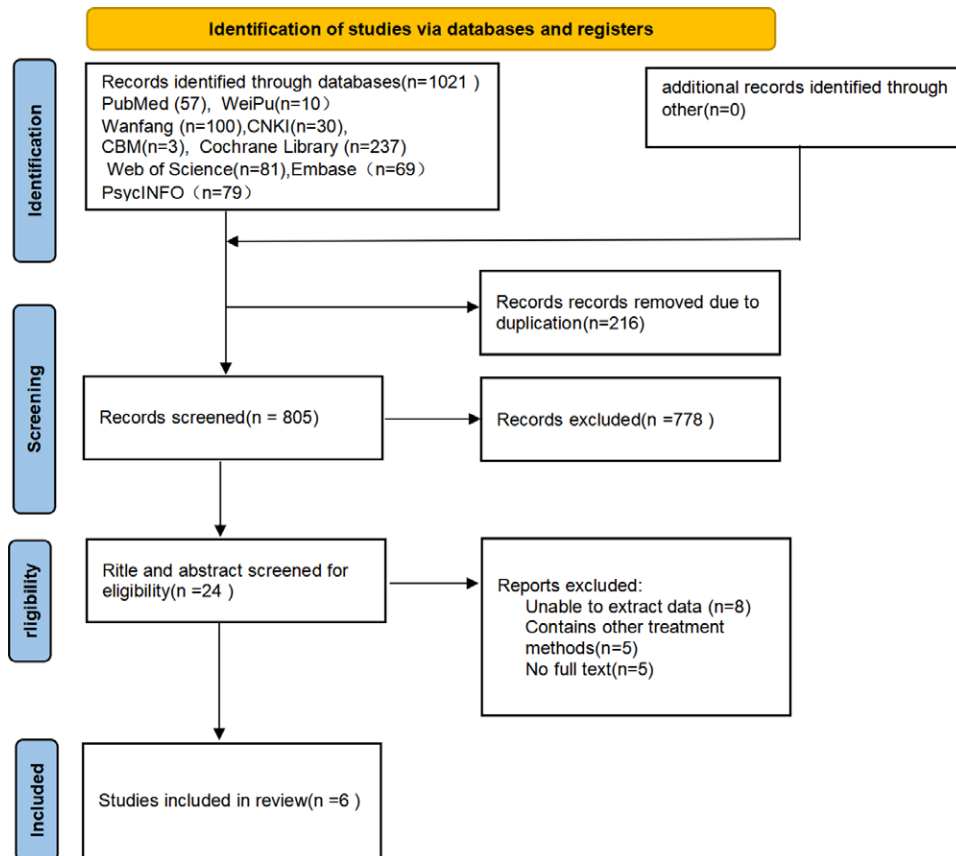 Identification of studies via databases and registers
Identification
Records identified through databases(n=1021 )
PubMed (57),  WeiPu(n=10）
Wanfang (n=100),CNKI(n=30),
CBM(n=3),  Cochrane Library (n=237)
Web of Science(n=81),Embase（n=69）
PsycINFO（n=79）
additional records identified through
other(n=0)
Records records removed due to
duplication(n=216)
Screening
Records screened(n = 805)
Records excluded(n =778 )
rligibility
Ritle and abstract screened for
eligibility(n =24 )
Reports excluded:
Unable to extract data (n=8)
Contains other treatment
methods(n=5)
No full text(n=5)
Included
Studies included in review(n =6 )